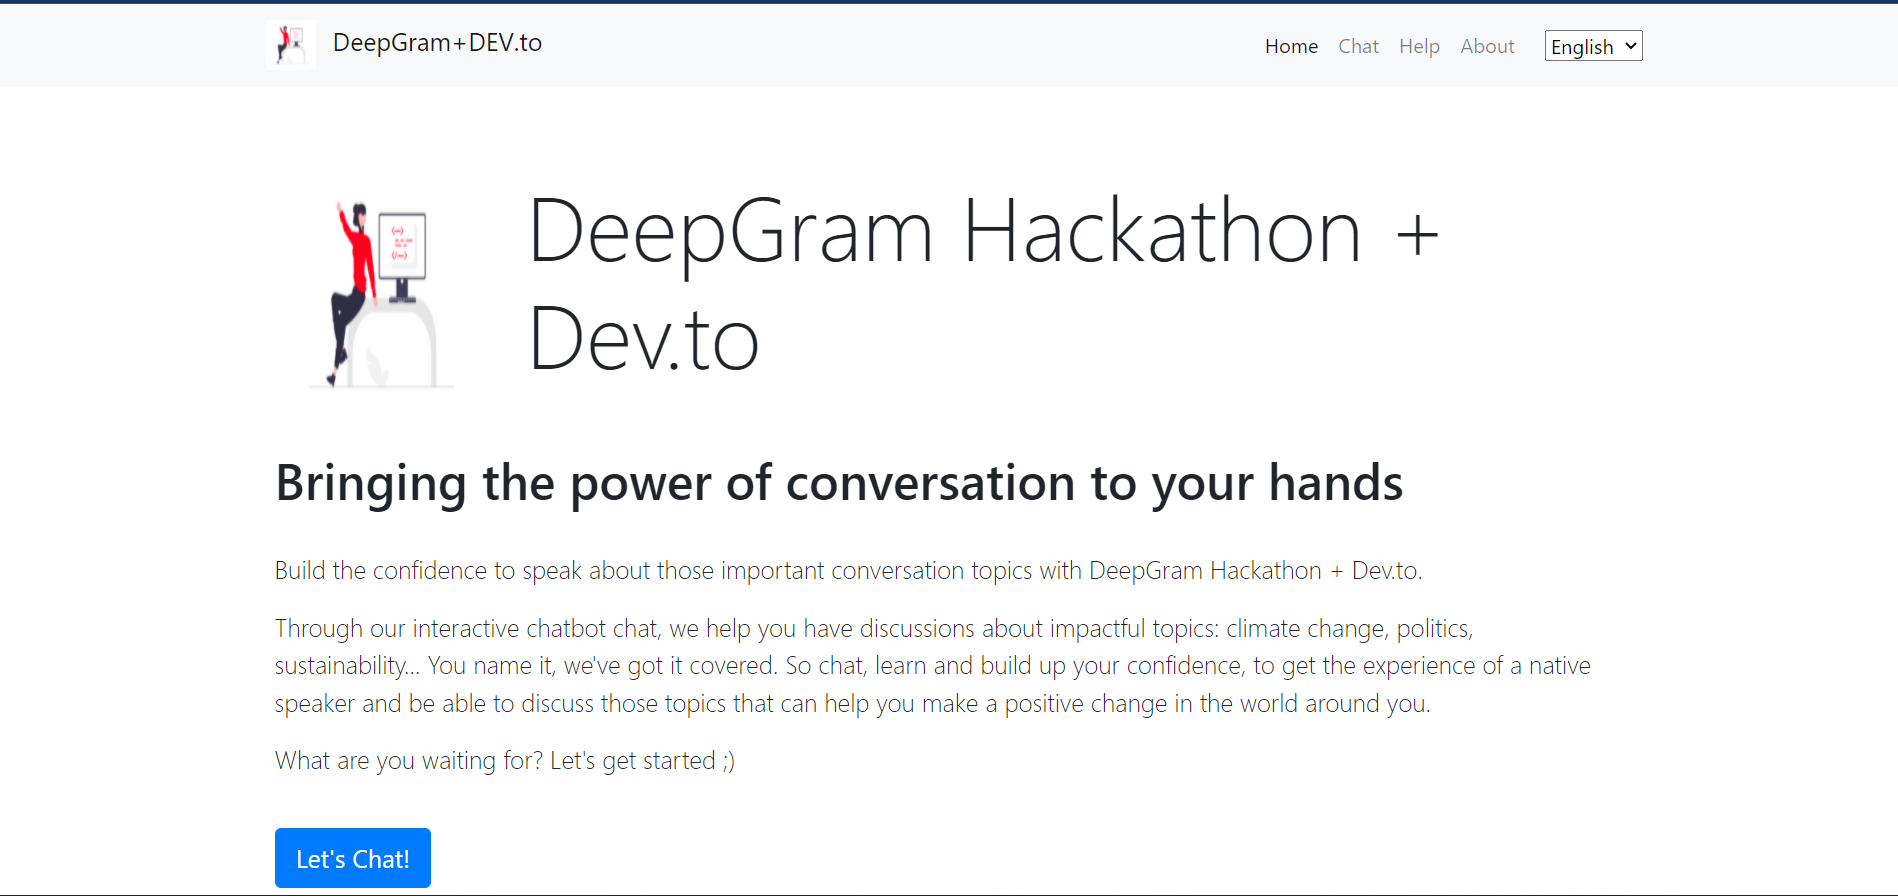 DeepGram+DEV.to
Home Chat Help About English
DeepGram Hackathon +
Dev.to
Bringing the power of conversation to your hands
Build the confidence to speak about those important conversation topics with DeepGram Hackathon + Dev.to.
Through our interactive chatbot chat, we help you have discussions about impactful topics: climate change, politics,
sustainability... You name it, we've got it covered. So chat, learn and build up your confidence, to get the experience of a native
speaker and be able to discuss those topics that can help you make a positive change in the world around you.
What are you waiting for? Let's get started ;)
Let's Chat!